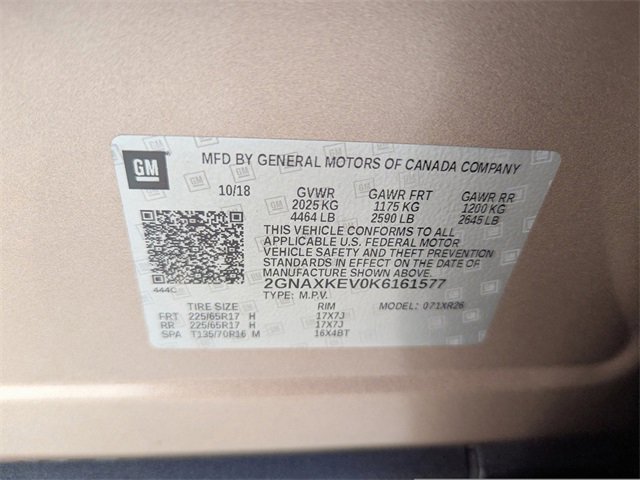 GM
MFD BY GENERAL MOTORS OF CANADA COMPANY
10/18 GVWR GAWR FRT GAWR RR
2025 KG 1175 KG 1200 KG
4464 LB 2590 LB 2645 LB
THIS VEHICLE CONFORMS TO ALL
APPLICABLE U.S. FEDERAL MOTOR
VEHICLE SAFETY AND THEFT PREVENTION
STANDARDS IN EFFECT ON THE DATE OF
MANUFACTURE SHOWN ABOVE.
444C 2GNAXKEV0K6161577
TYPE: M.P.V. MODEL: 071XR26
TIRE SIZE RIM
FRT 225/65R17 H 17X7J
RR 225/65R17 H 17X7J
SPA T135/70R16 M 16X4BT